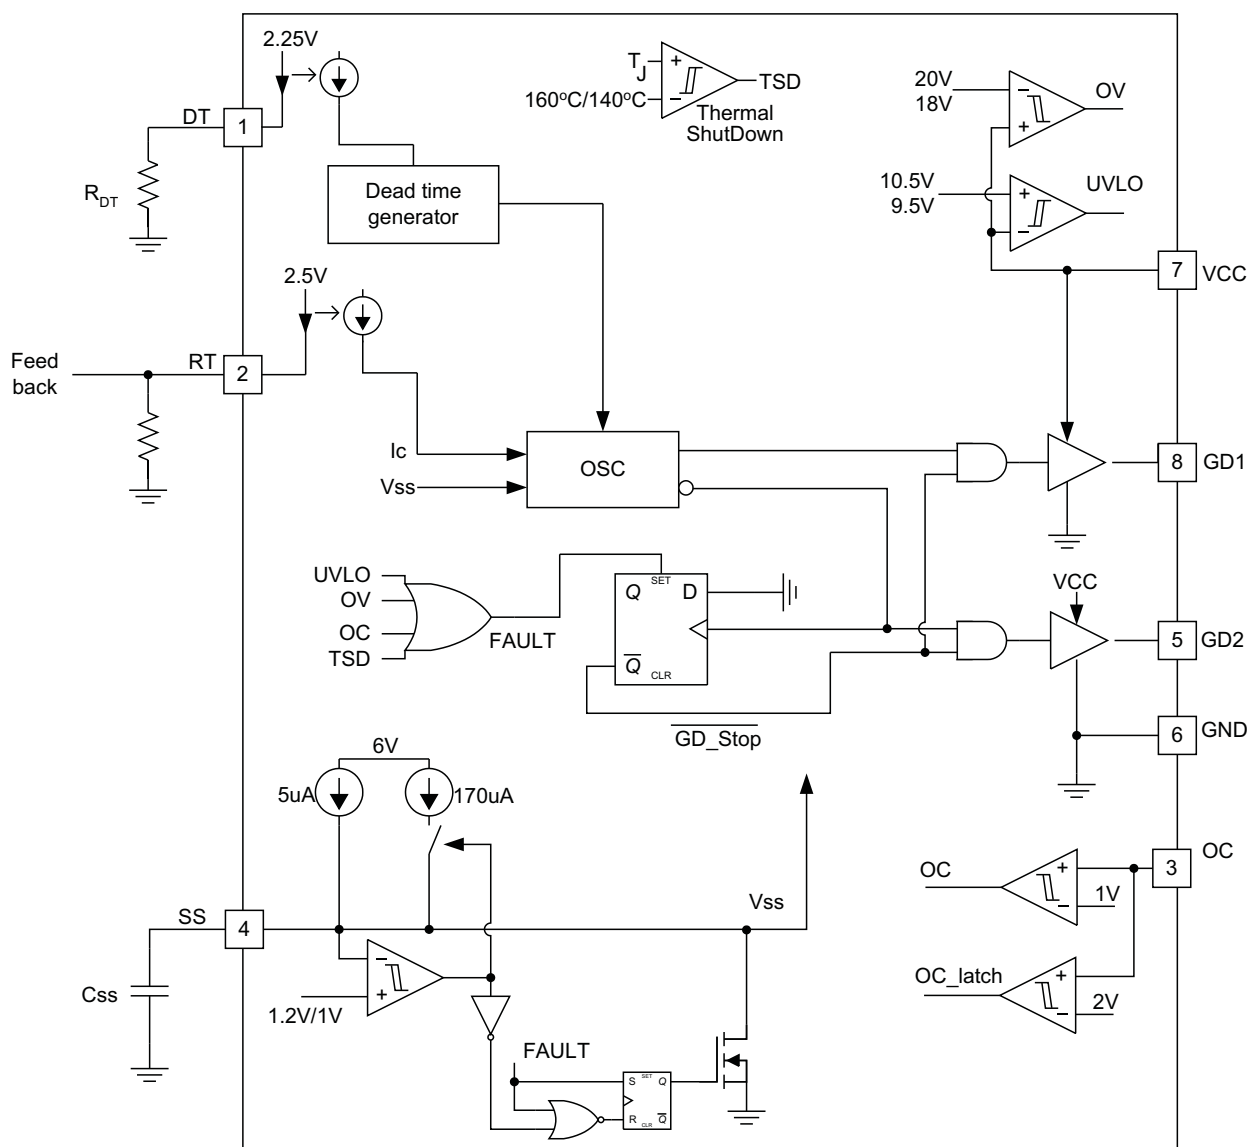 2.25V
DT
1
R_DT
Dead time
generator
T_J
+
−
160°C/140°C
TSD
Thermal
ShutDown
20V
18V
−
+
OV
10.5V
9.5V
+
−
UVLO
7
VCC
2.5V
Feed
back
RT
2
Ic
Vss
OSC
8
GD1
UVLO
OV
OC
TSD
FAULT
Q
SET
D
Q̅
CLR
G̅D̅_̅S̅t̅o̅p̅
VCC
5
GD2
6
GND
6V
5uA
170uA
Vss
SS
4
Css
−
+
1.2V/1V
FAULT
S
SET
Q
R
CLR
Q̅
OC
3
OC
+
−
1V
OC_latch
+
−
2V